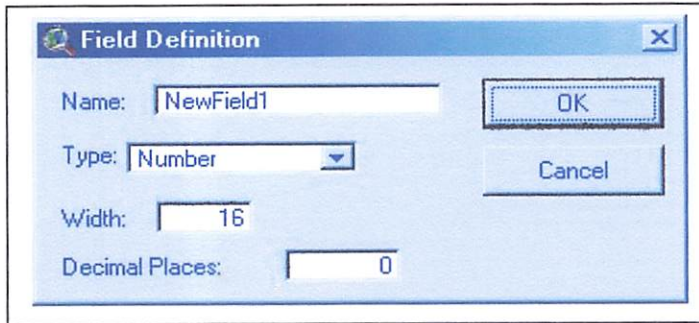 Field Definition
Name: NewField1
OK
Type: Number
Cancel
Width: 16
Decimal Places: 0